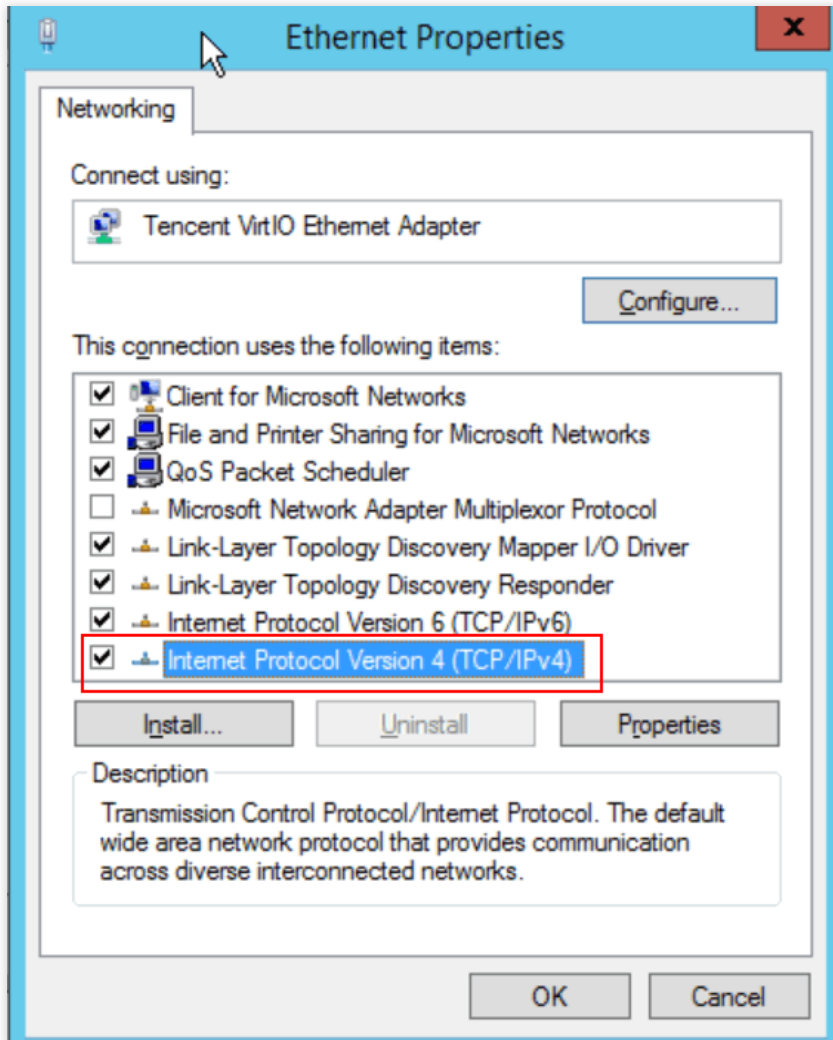 Ethernet Properties
x
Networking
Connect using:
Tencent VirtIO Ethernet Adapter
Configure...
This connection uses the following items:
Client for Microsoft Networks
File and Printer Sharing for Microsoft Networks
QoS Packet Scheduler
Microsoft Network Adapter Multiplexor Protocol
Link-Layer Topology Discovery Mapper I/O Driver
Link-Layer Topology Discovery Responder
Internet Protocol Version 6 (TCP/IPv6)
Internet Protocol Version 4 (TCP/IPv4)
Install... Uninstall Properties
Description
Transmission Control Protocol/Internet Protocol. The default
wide area network protocol that provides communication
across diverse interconnected networks.
OK Cancel